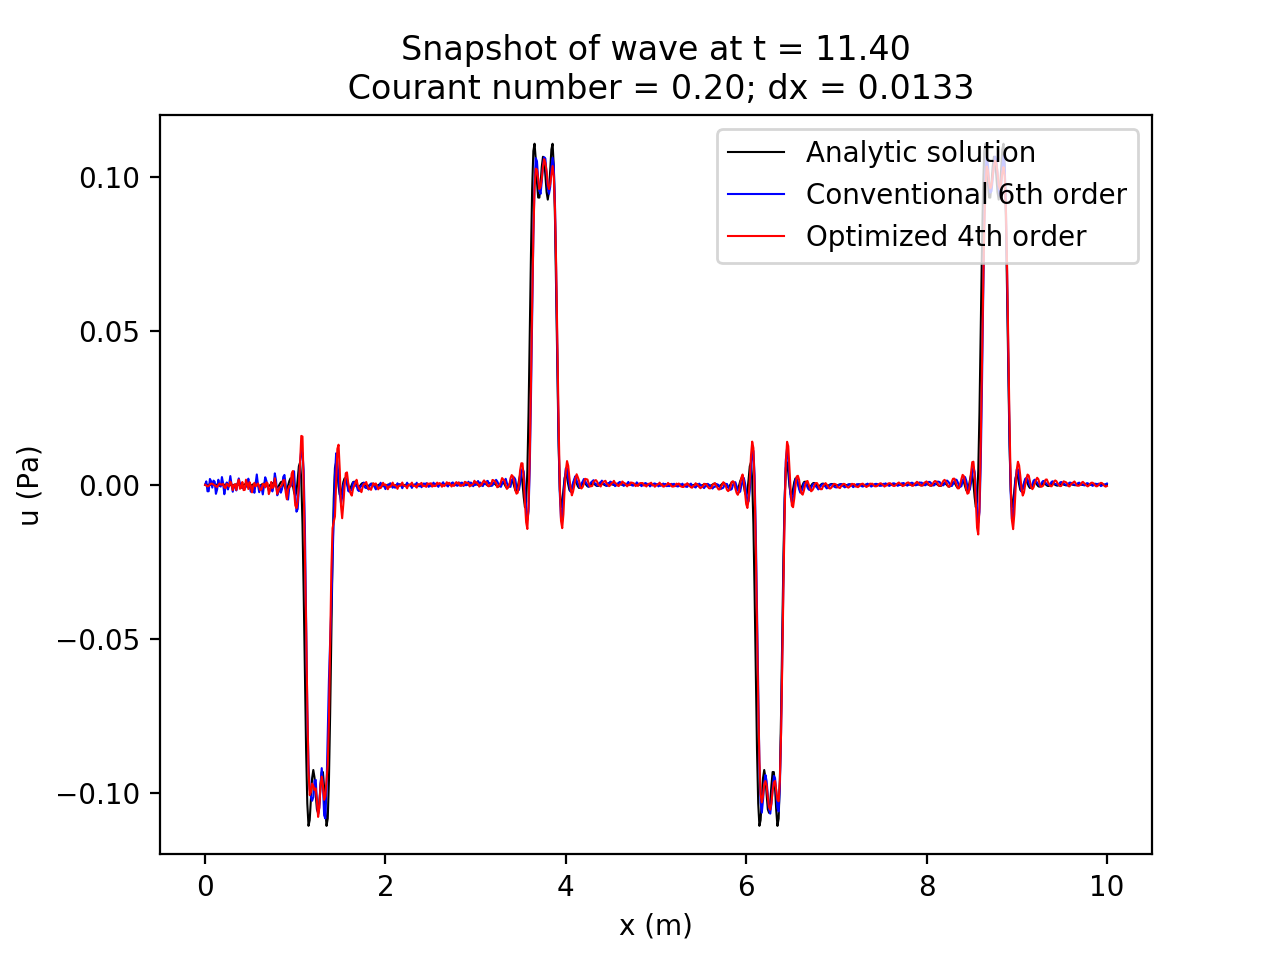 Snapshot of wave at t = 11.40
Courant number = 0.20; dx = 0.0133
Analytic solution
Conventional 6th order
Optimized 4th order
0.10
0.05
0.00
−0.05
−0.10
u (Pa)
0 2 4 6 8 10
x (m)